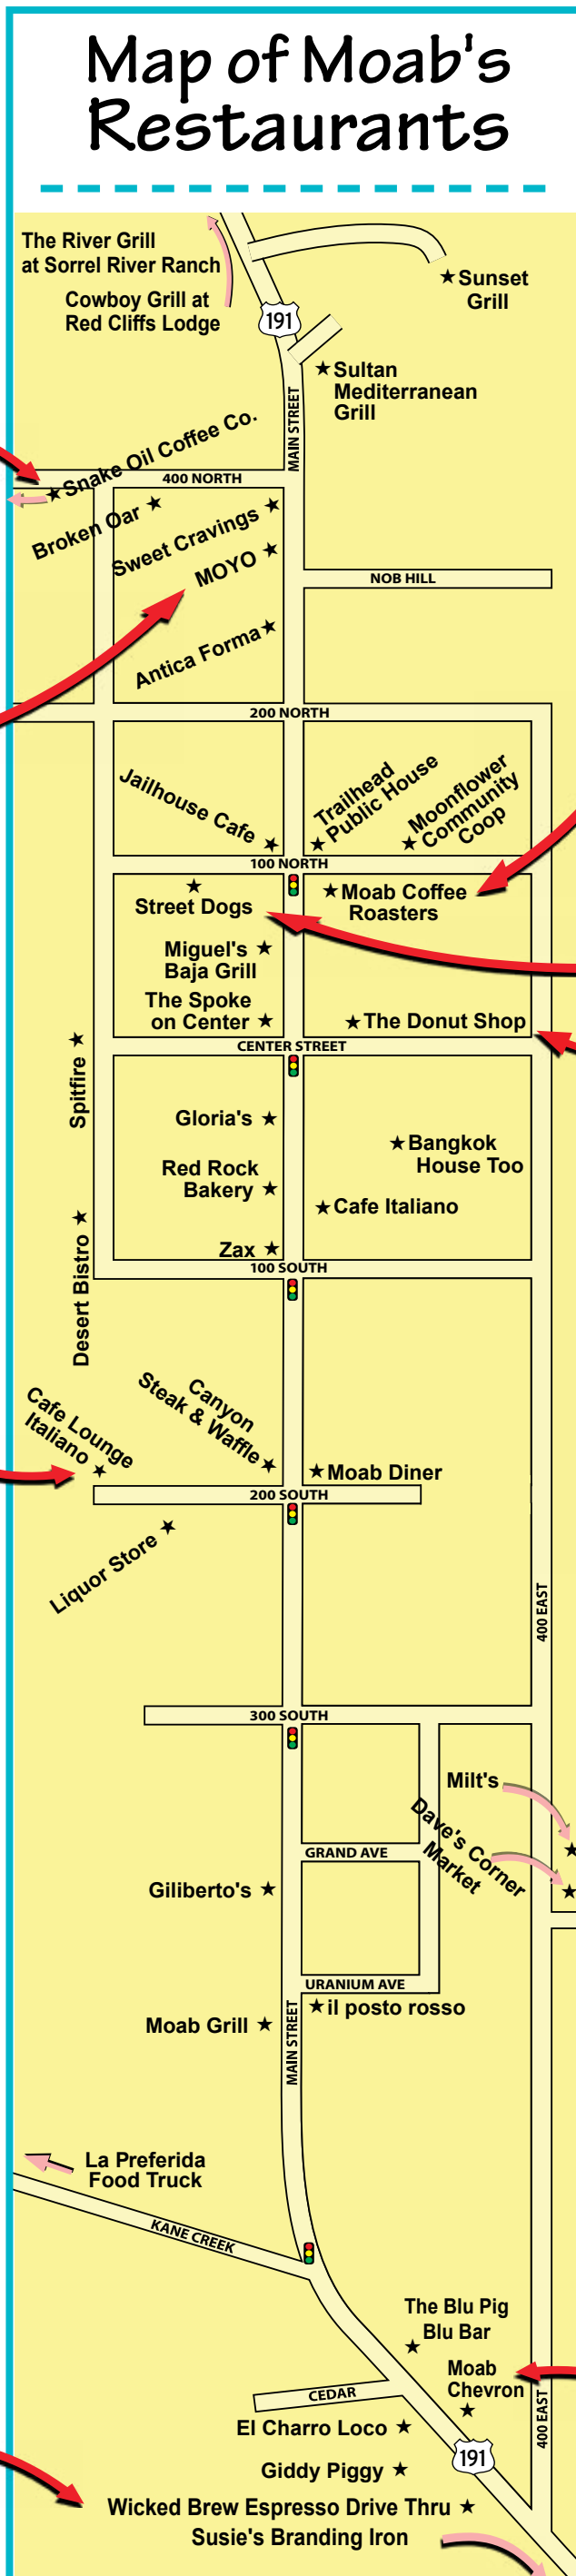 Map of Moab's
Restaurants
The River Grill
at Sorrel River Ranch
Cowboy Grill at
Red Cliffs Lodge
Sunset
Grill
191
Sultan
Mediterranean
Grill
MAIN STREET
Snake Oil Coffee Co.
400 NORTH
Broken Oar
Sweet Cravings
MOYO
NOB HILL
Antica Forma
200 NORTH
Jailhouse Cafe
Trailhead
Public House
Moonflower
Community
Coop
100 NORTH
Street Dogs
Moab Coffee
Roasters
Miguel's
Baja Grill
The Spoke
on Center
The Donut Shop
CENTER STREET
Spitfire
Gloria's
Bangkok
House Too
Red Rock
Bakery
Cafe Italiano
Zax
100 SOUTH
Desert Bistro
Canyon
Steak & Waffle
Cafe Lounge
Italiano
Moab Diner
200 SOUTH
Liquor Store
400 EAST
300 SOUTH
Milt's
Dave's Corner
Market
GRAND AVE
Giliberto's
URANIUM AVE
il posto rosso
Moab Grill
MAIN STREET
La Preferida
Food Truck
KANE CREEK
The Blu Pig
Blu Bar
Moab
Chevron
CEDAR
400 EAST
El Charro Loco
191
Giddy Piggy
Wicked Brew Espresso Drive Thru
Susie's Branding Iron